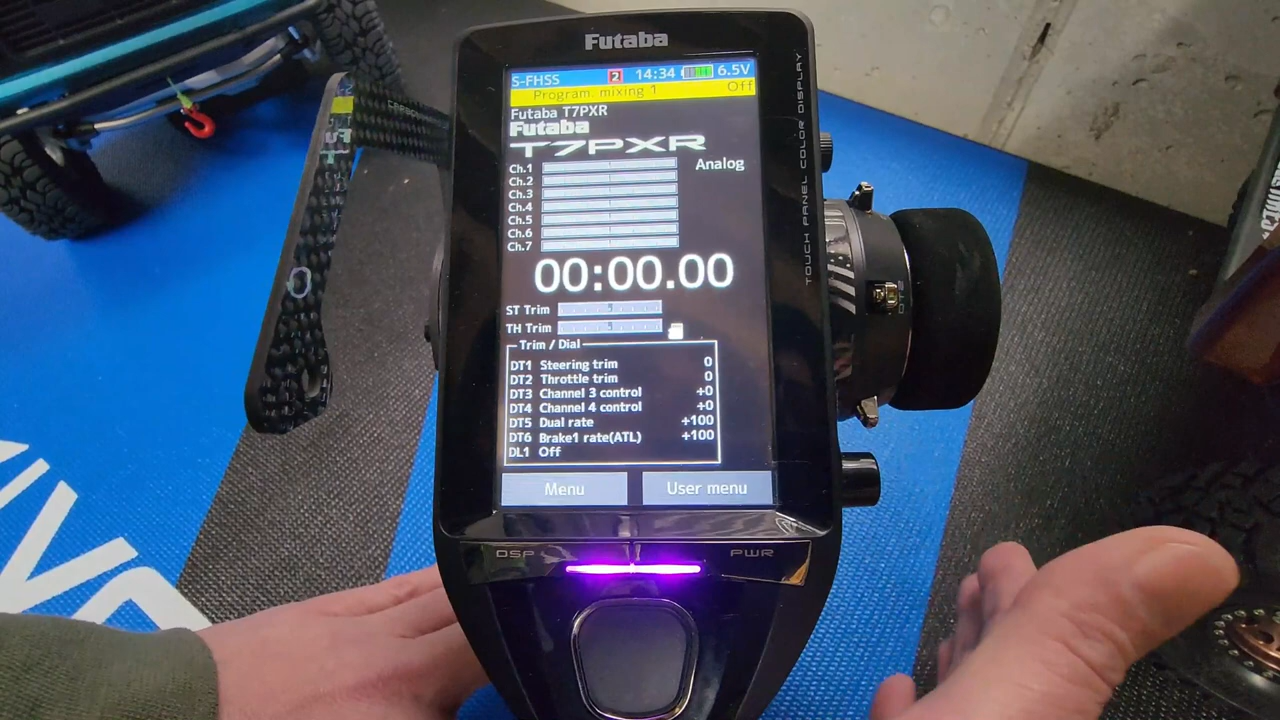 Futaba
S-FHSS 2 14:34 6.5V
Program. mixing 1 Off
Futaba T7PXR
Futaba
T7PXR
Analog
Ch.1
Ch.2
Ch.3
Ch.4
Ch.5
Ch.6
Ch.7
00:00.00
ST Trim
TH Trim
Trim / Dial
DT1 Steering trim 0
DT2 Throttle trim 0
DT3 Channel 3 control +0
DT4 Channel 4 control +0
DT5 Dual rate +100
DT6 Brake1 rate(ATL) +100
DL1 Off
Menu User menu
DSP PWR
TOUCH PANEL COLOR DISPLAY
DT2